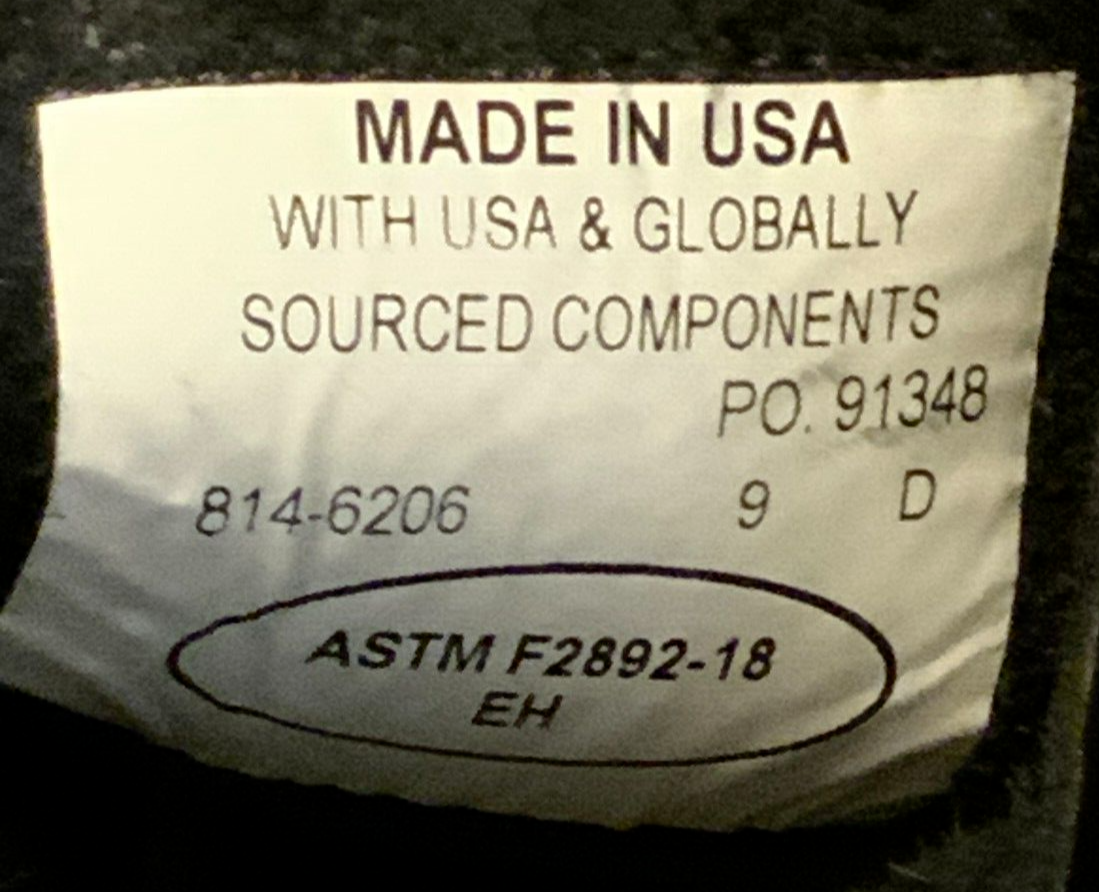 MADE IN USA
WITH USA & GLOBALLY
SOURCED COMPONENTS
PO. 91348
814-6206 9 D
ASTM F2892-18
EH